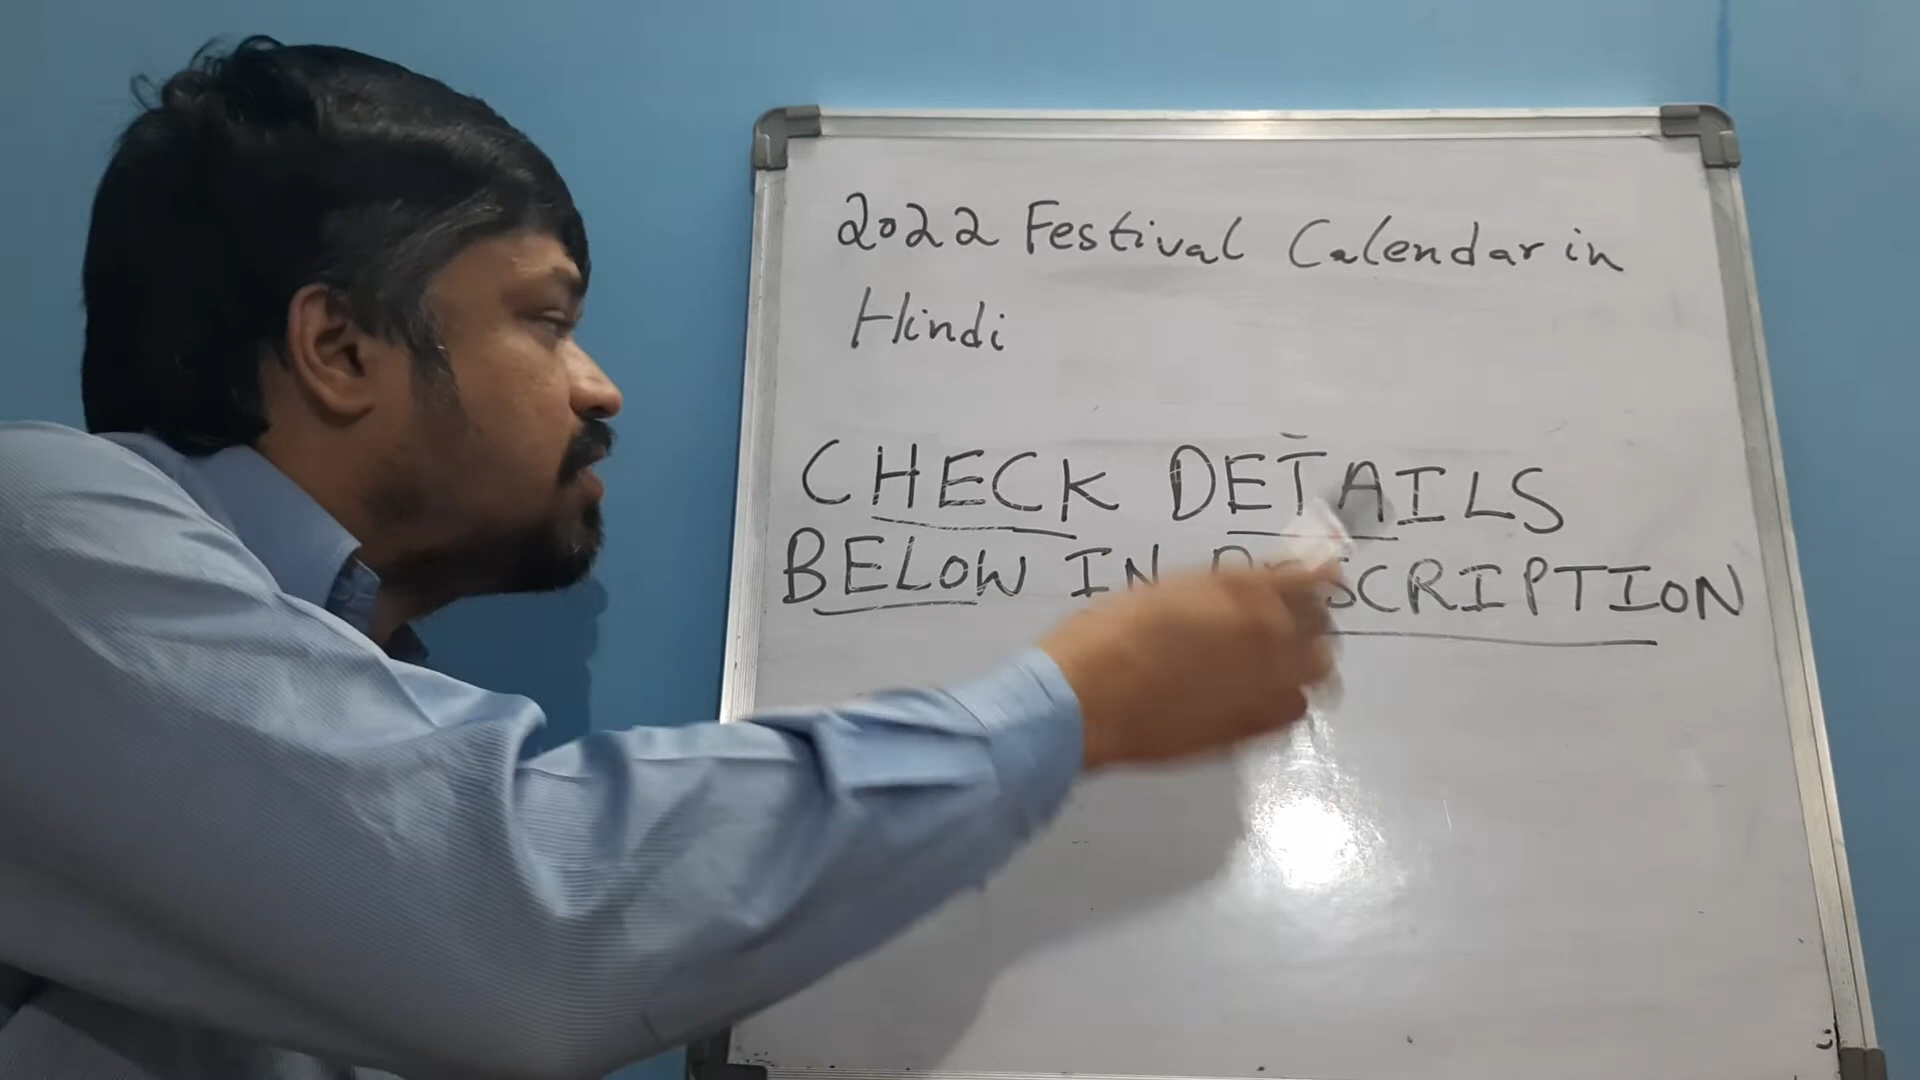 2022 Festival Calendar in
Hindi
CHECK DETAILS
BELOW IN DESCRIPTION